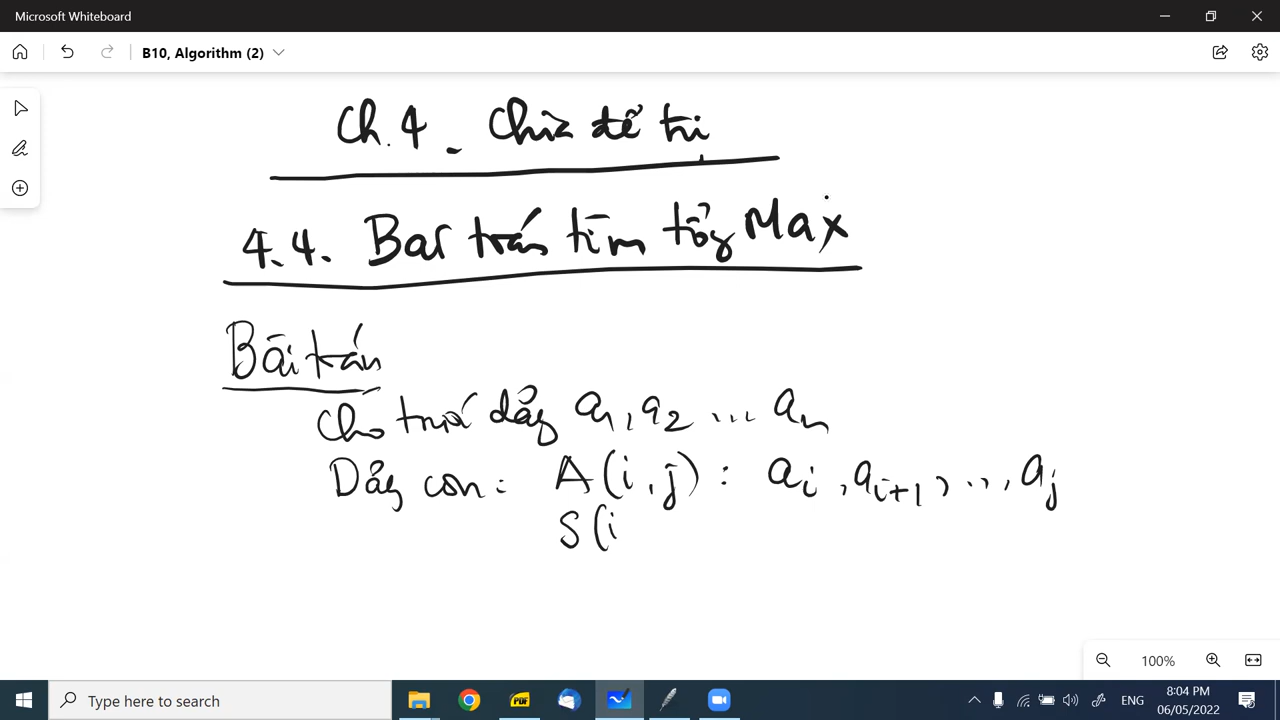 Microsoft Whiteboard
B10, Algorithm (2)
Ch.4 - Chia để trị
4.4. Bài toán tìm tổng Max
Bài toán
Cho trước dãy a1, a2 ... an
Dãy con: A(i,j): ai, ai+1, ..., aj
S(i
100%
Type here to search
PDF
ENG
8:04 PM
06/05/2022